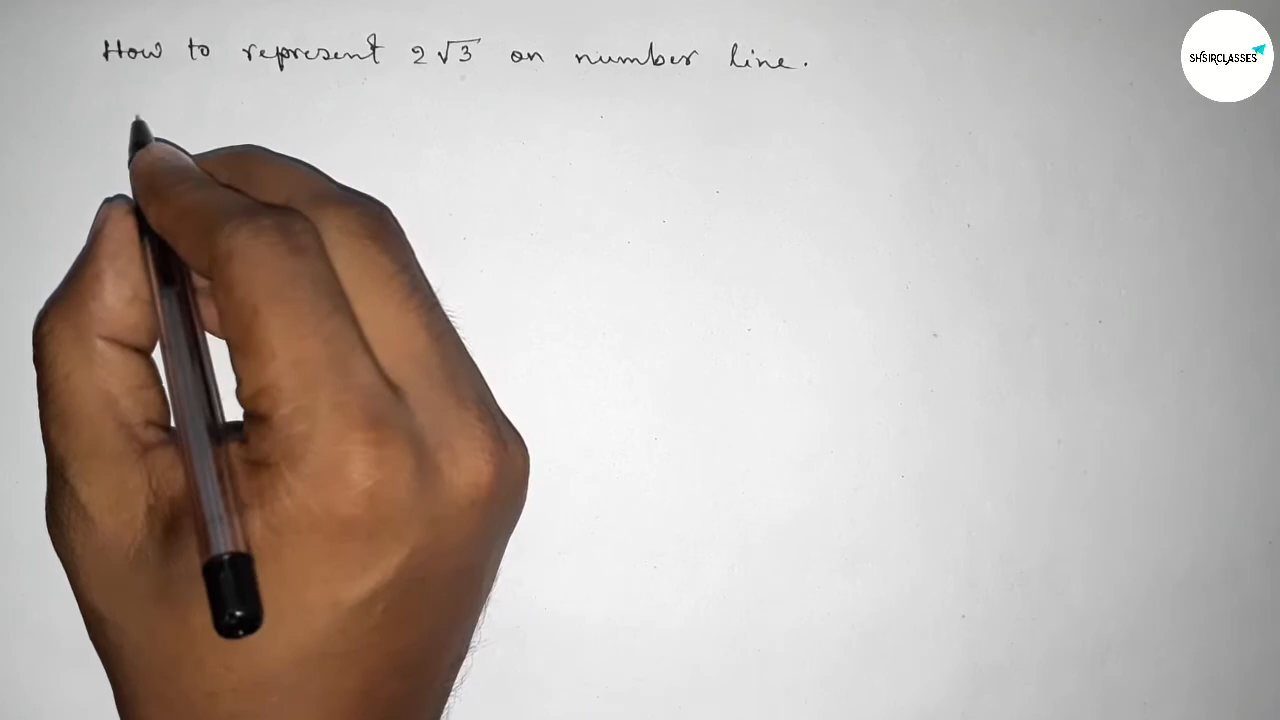 How to represent 2√3 on number line.
SHSIRCLASSES